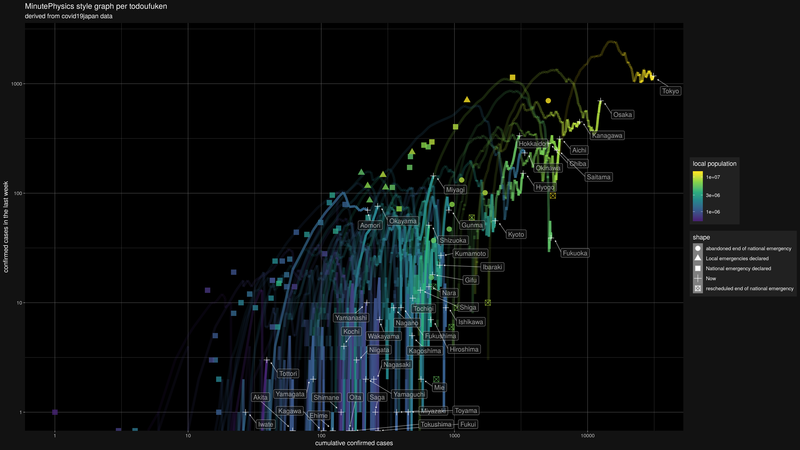 MinutePhysics style graph per todoufuken
derived from covid19japan data
confirmed cases in the last week
1000
100
10
1
Tokyo
Osaka
Kanagawa
Hokkaido
Aichi
Chiba
Okinawa
Saitama
Hyogo
Miyagi
Okayama
Aomori
Gunma
Kyoto
Shizuoka
Fukuoka
Kumamoto
Ibaraki
Gifu
Nara
Shiga
Tochigi
Yamanashi
Nagano
Ishikawa
Kochi
Wakayama
Fukushima
Kagoshima
Hiroshima
Niigata
Nagasaki
Tottori
Mie
Akita
Yamagata
Shimane
Oita
Saga
Yamaguchi
Iwate
Kagawa
Ehime
Miyazaki
Toyama
Tokushima
Fukui
1
10
100
1000
10000
cumulative confirmed cases
local population
1e+07
3e+06
1e+06
shape
abandoned end of national emergency
Local emergencies declared
National emergency declared
Now
rescheduled end of national emergency